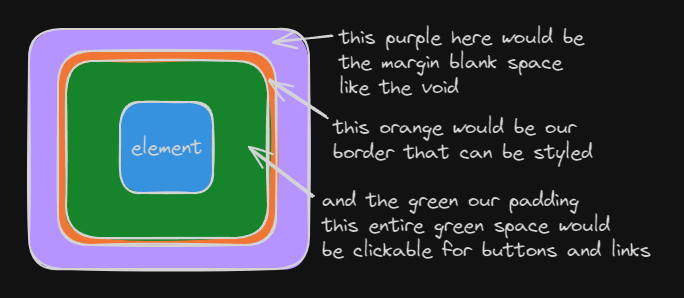 this purple here would be
the margin blank space
like the void
this orange would be our
border that can be styled
element
and the green our padding
this entire green space would
be clickable for buttons and links